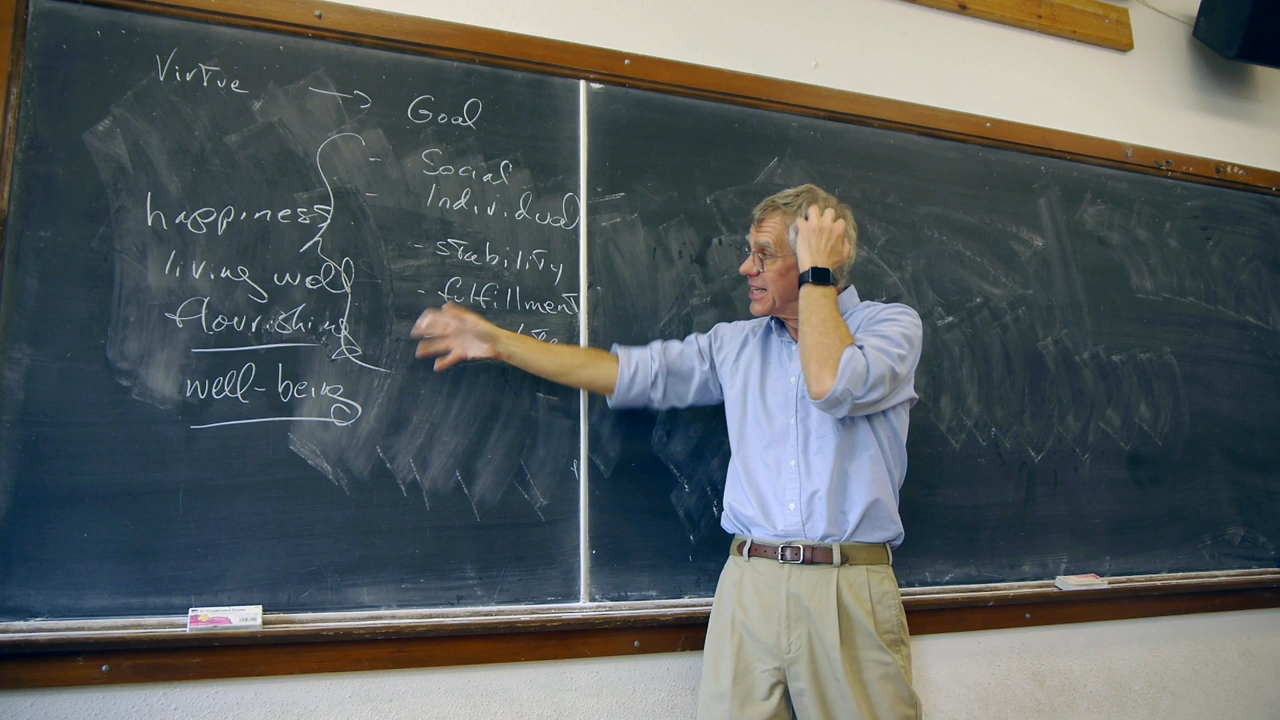 Virtue → Goal
- Social
- Individual
happiness
- stability
living well
- fulfillment
flourishing
well-being